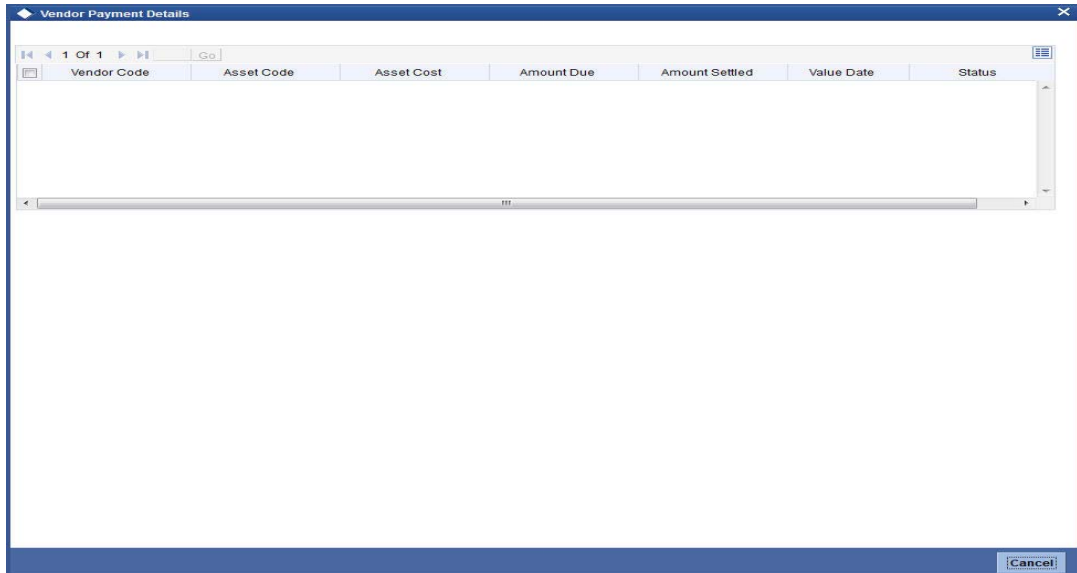 Vendor Payment Details
1 Of 1 Go
Vendor Code Asset Code Asset Cost Amount Due Amount Settled Value Date Status
Cancel